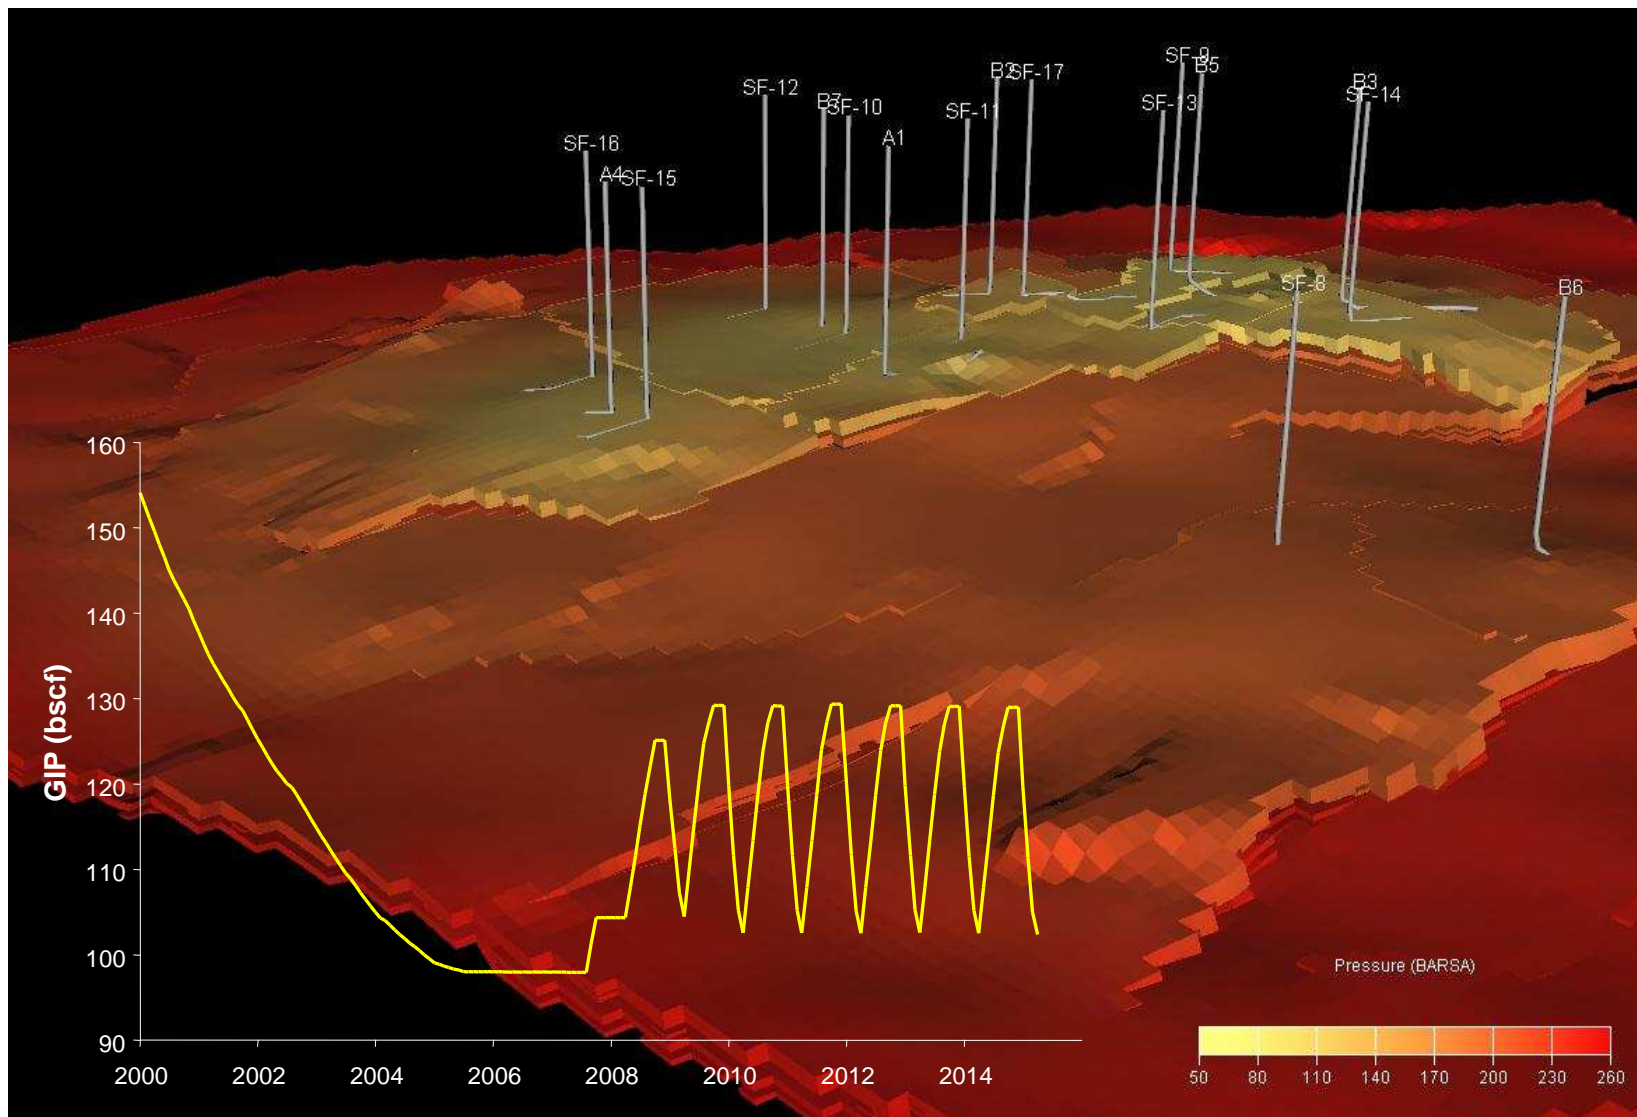 SF-9
B5
B2
SF-17
B3
SF-14
SF-12
B7
SF-10
SF-11
SF-13
A1
SF-16
A4
SF-15
SF-8
B6
160
150
140
130
120
110
100
90
GIP (bscf)
2000 2002 2004 2006 2008 2010 2012 2014
Pressure (BARSA)
50 80 110 140 170 200 230 260